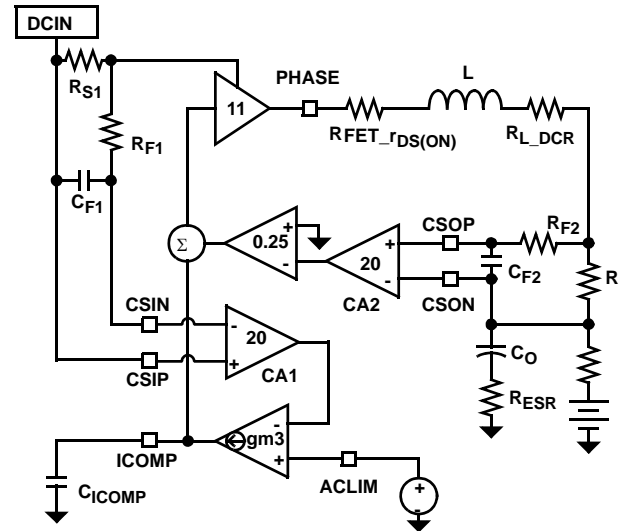 DCIN
RS1
PHASE
L
11
RF1
RFET_rDS(ON)
RL_DCR
CF1
CSOP
RF2
Σ
0.25
+
-
+
20
-
CF2
R
CA2
CSON
CSIN
-
20
+
CSIP
CA1
CO
RESR
-
gm3
+
ICOMP
ACLIM
CICOMP
+
-